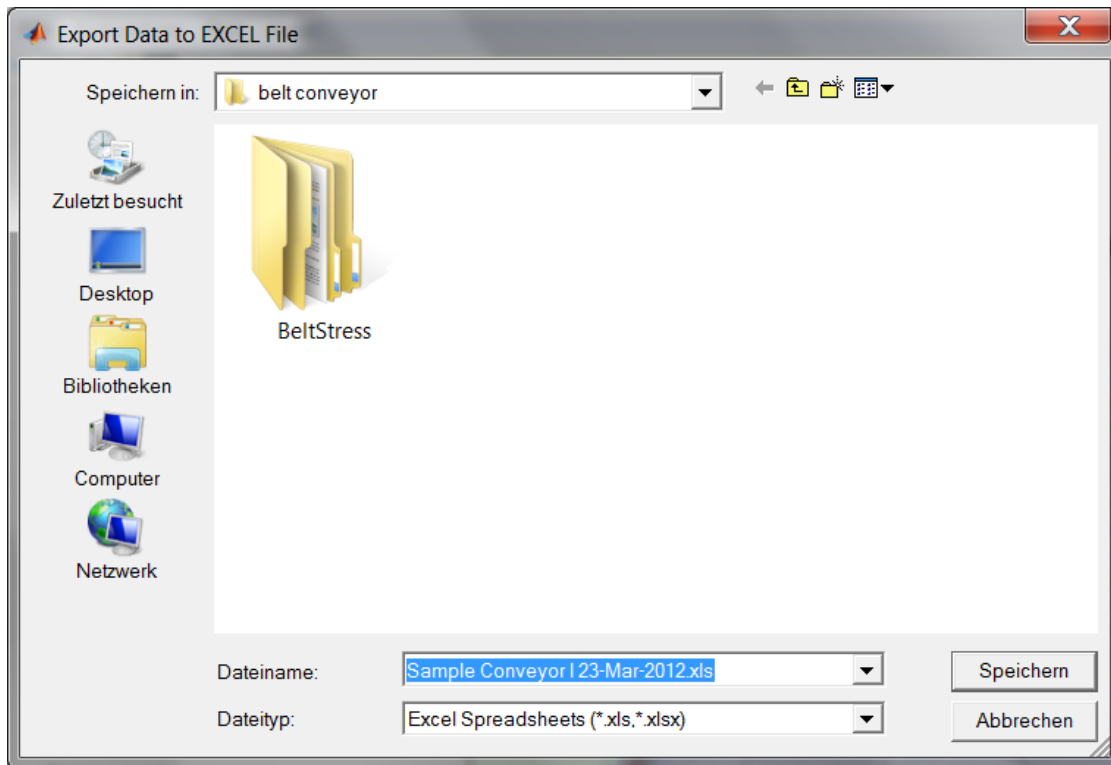 Export Data to EXCEL File
Speichern in: belt conveyor
Zuletzt besucht
Desktop
Bibliotheken
Computer
Netzwerk
BeltStress
Dateiname: Sample Conveyor I 23-Mar-2012.xls Speichern
Dateityp: Excel Spreadsheets (*.xls,*.xlsx) Abbrechen